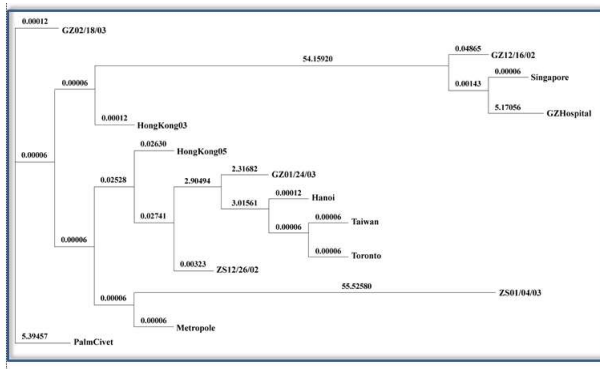 0.00012
GZ02/18/03
0.04865
GZ12/16/02
54.15920
0.00006
Singapore
0.00006
0.00143
5.17056
GZHospital
0.00012
HongKong03
0.02630
HongKong05
0.00006
2.31682
GZ01/24/03
0.02528
2.90494
0.00012
Hanoi
3.01561
0.02741
0.00006
Taiwan
0.00006
0.00006
0.00006
Toronto
0.00323
ZS12/26/02
55.52580
ZS01/04/03
0.00006
0.00006
Metropole
5.39457
PalmCivet